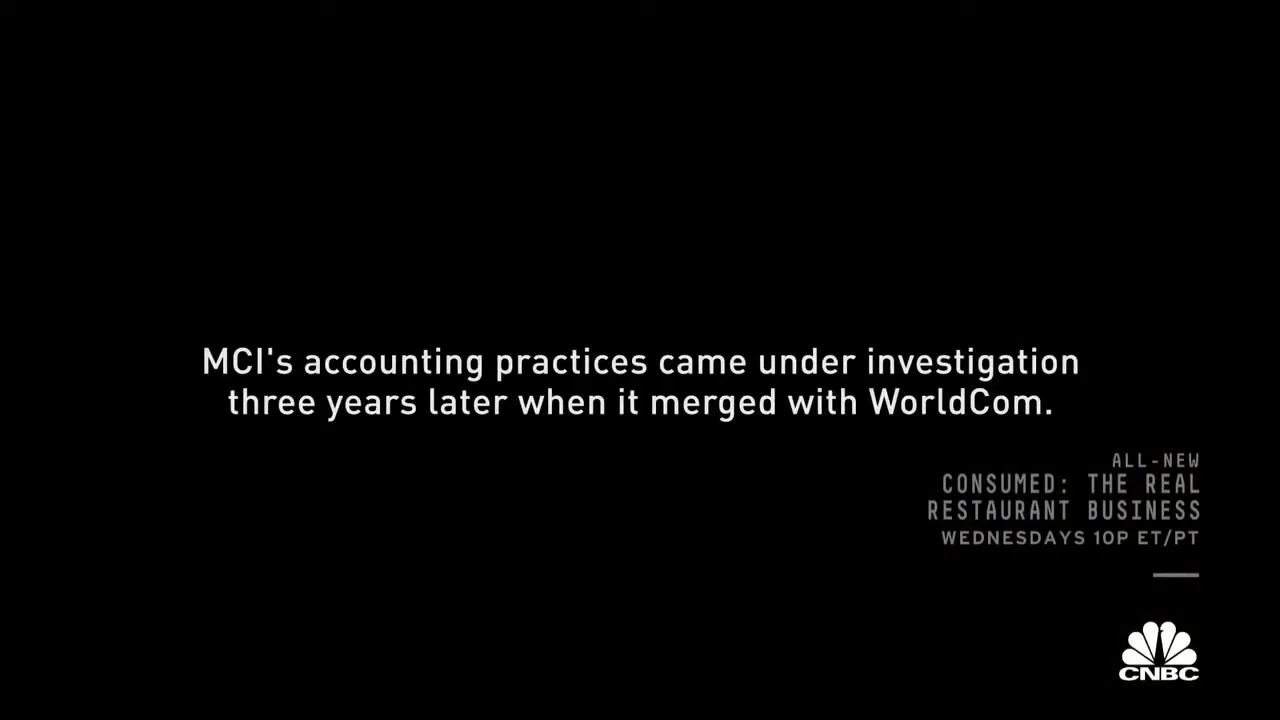 MCI's accounting practices came under investigation
three years later when it merged with WorldCom.
ALL-NEW
CONSUMED: THE REAL
RESTAURANT BUSINESS
WEDNESDAYS 10P ET/PT
CNBC